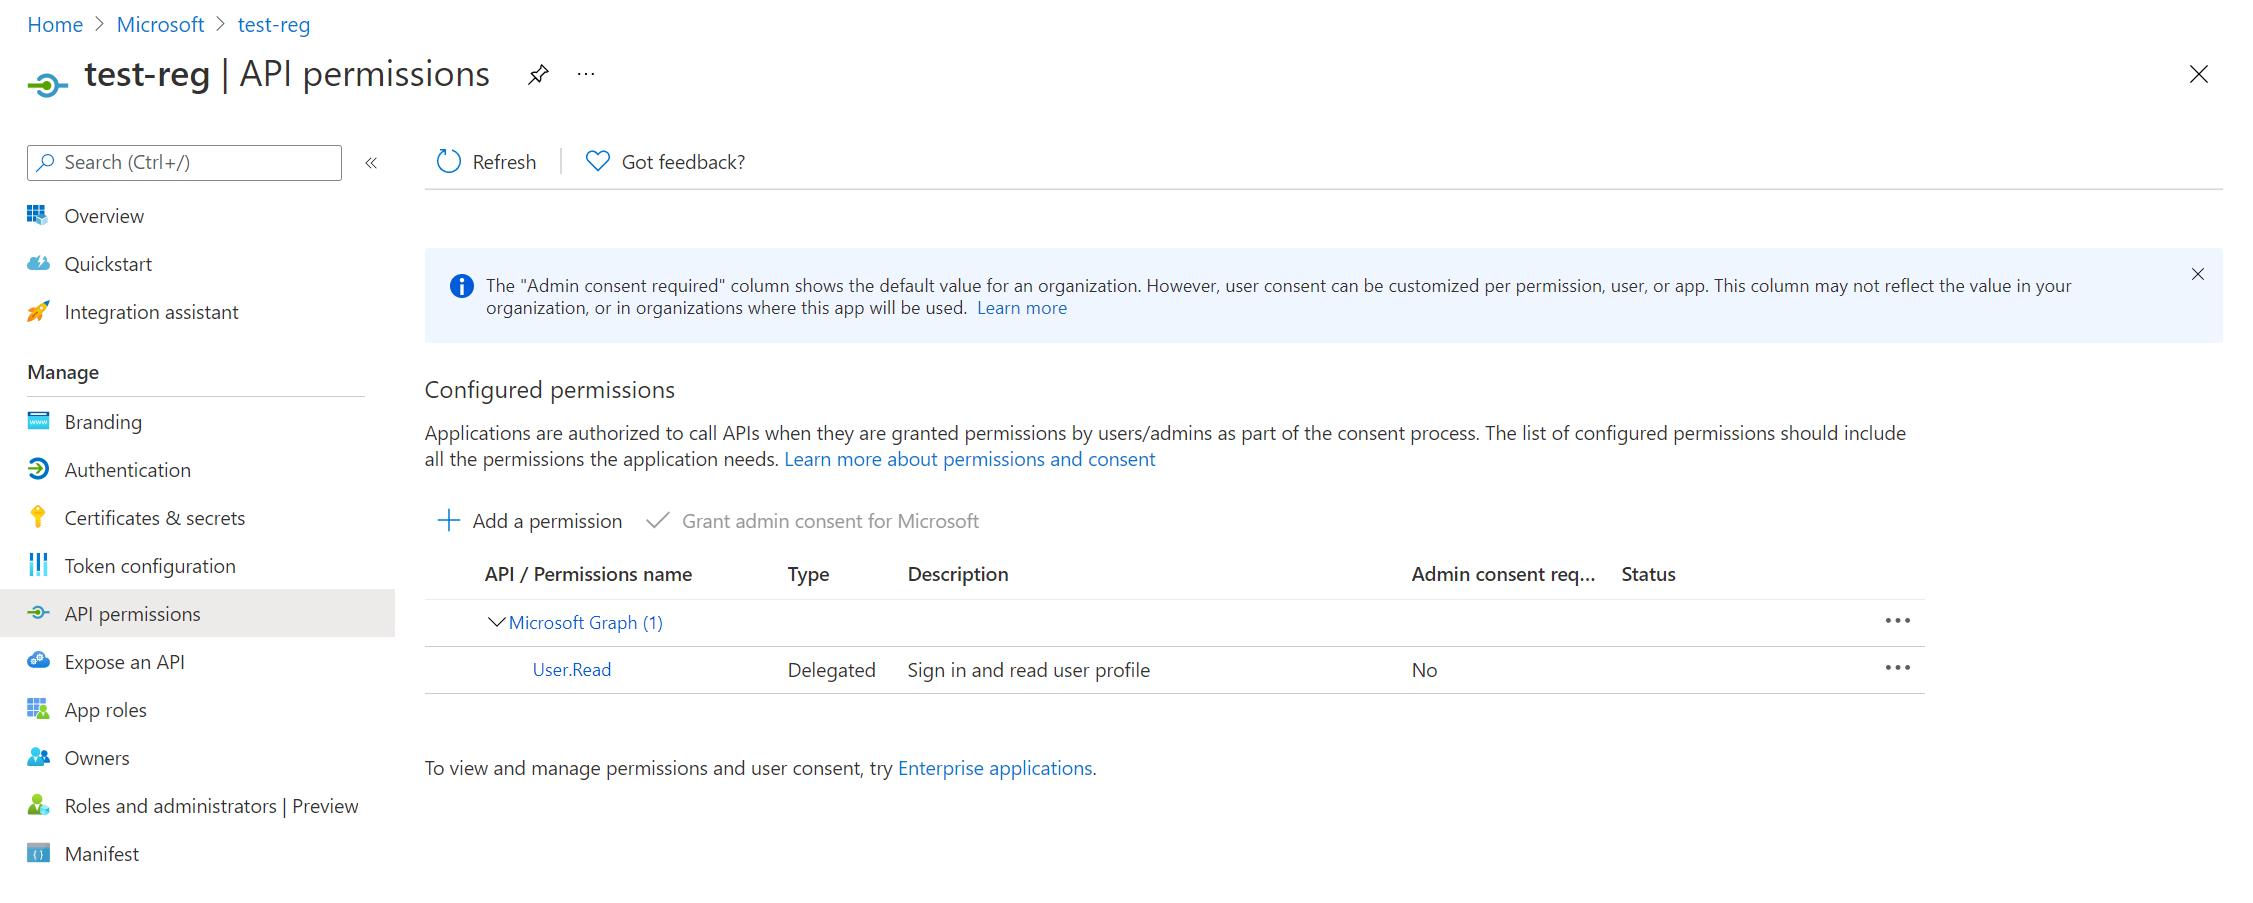 Home > Microsoft > test-reg
test-reg | API permissions
Search (Ctrl+/)
«
Refresh
Got feedback?
Overview
Quickstart
Integration assistant
Manage
Branding
Authentication
Certificates & secrets
Token configuration
API permissions
Expose an API
App roles
Owners
Roles and administrators | Preview
Manifest
The "Admin consent required" column shows the default value for an organization. However, user consent can be customized per permission, user, or app. This column may not reflect the value in your
organization, or in organizations where this app will be used. Learn more
Configured permissions
Applications are authorized to call APIs when they are granted permissions by users/admins as part of the consent process. The list of configured permissions should include
all the permissions the application needs. Learn more about permissions and consent
Add a permission Grant admin consent for Microsoft
API / Permissions name Type Description Admin consent req... Status
Microsoft Graph (1)
User.Read Delegated Sign in and read user profile No
To view and manage permissions and user consent, try Enterprise applications.